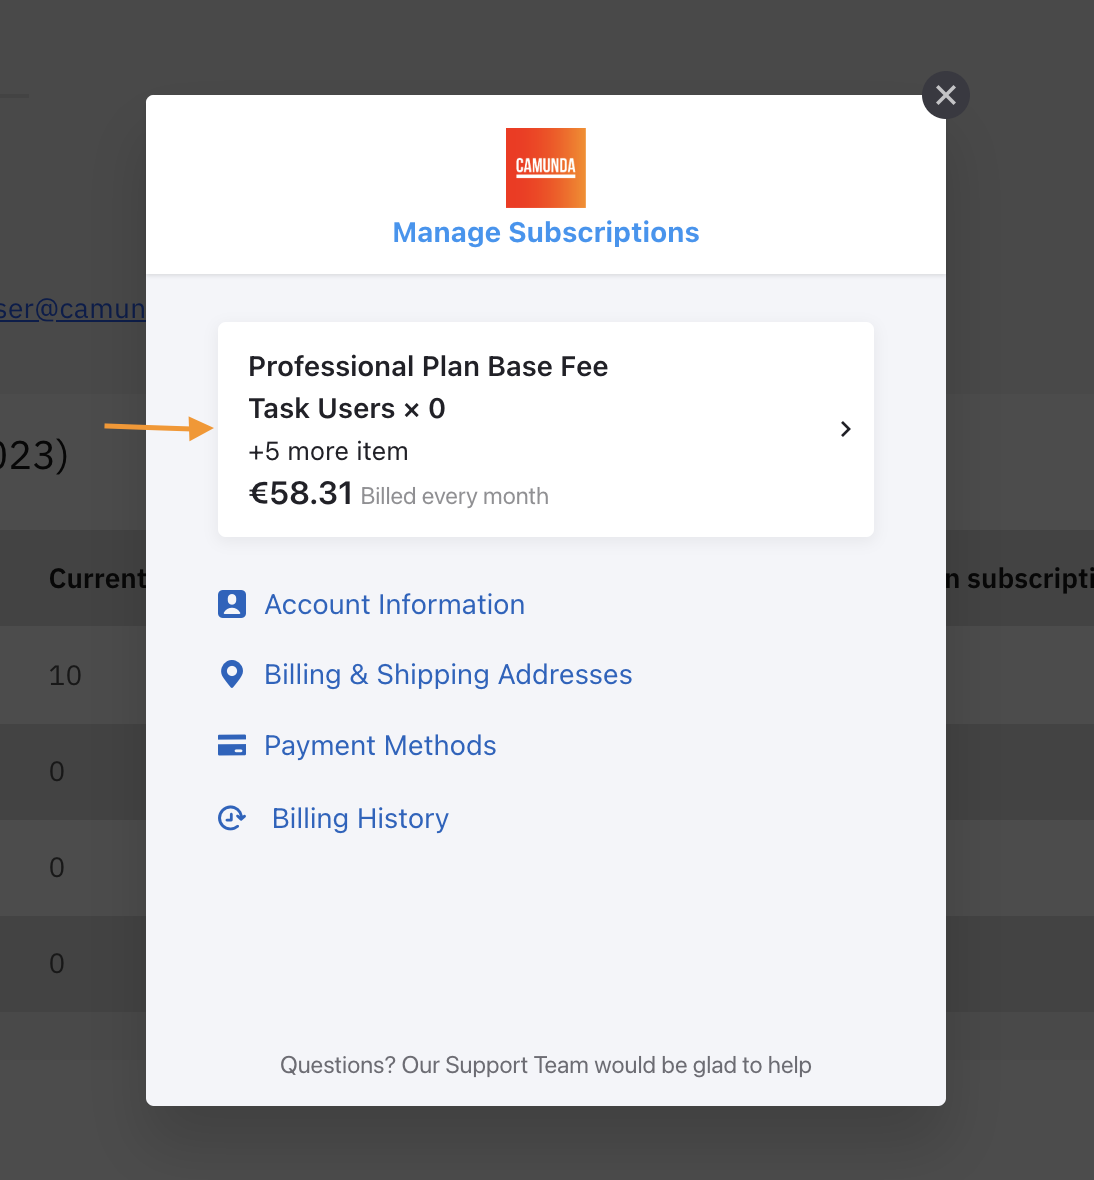 CAMUNDA
Manage Subscriptions
ser@camun
023)
Professional Plan Base Fee
Task Users × 0
+5 more item
€58.31 Billed every month
Current
n subscripti
Account Information
10
Billing & Shipping Addresses
0
Payment Methods
0
Billing History
0
Questions? Our Support Team would be glad to help